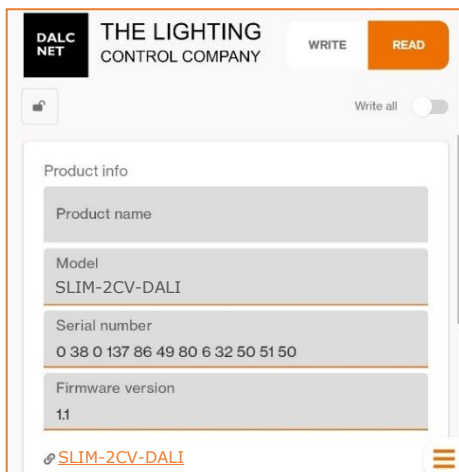 DALC
NET
THE LIGHTING
CONTROL COMPANY
WRITE
READ
Write all
Product info
Product name
Model
SLIM-2CV-DALI
Serial number
0 38 0 137 86 49 80 6 32 50 51 50
Firmware version
1.1
SLIM-2CV-DALI